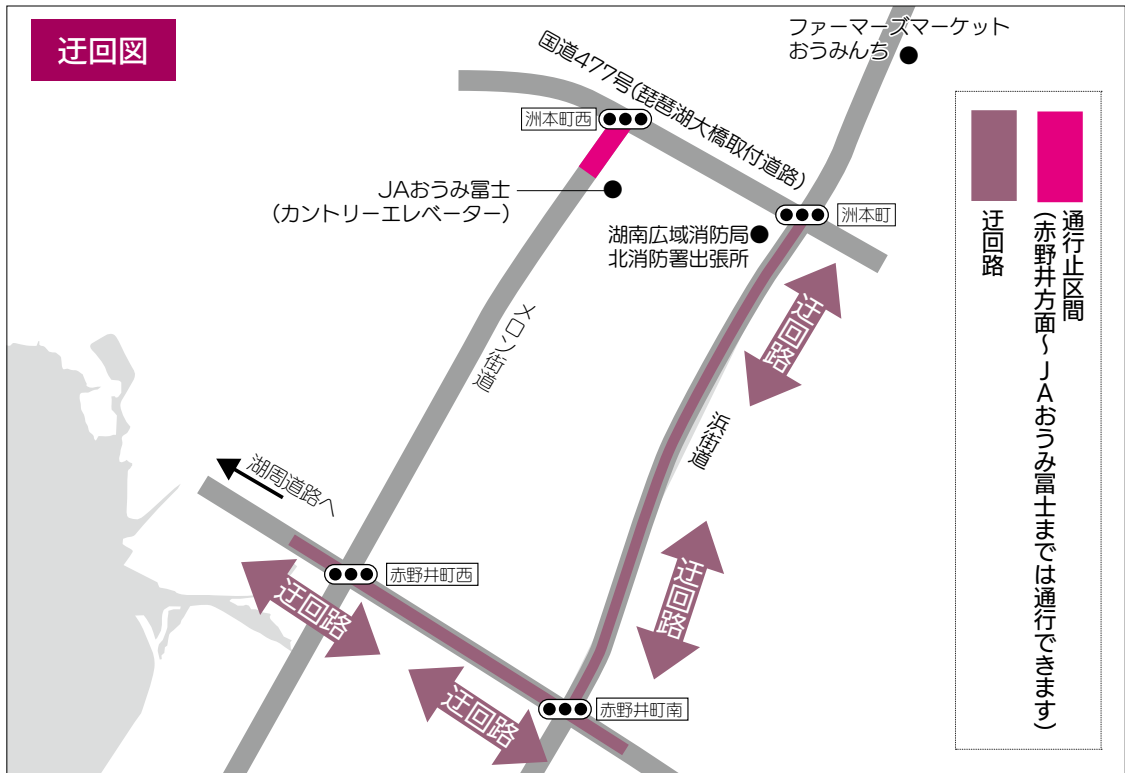 迂回図
ファーマーズマーケット
おうみんち
国道477号(琵琶湖大橋取付道路)
洲本町西
JAおうみ冨士
(カントリーエレベーター)
洲本町
湖南広域消防局
北消防署出張所
迂回路
メロン街道
浜街道
湖周道路へ
迂回路
赤野井町西
迂回路
迂回路
赤野井町南
通行止区間
(赤野井方面~JAおうみ冨士までは通行できます)
迂回路